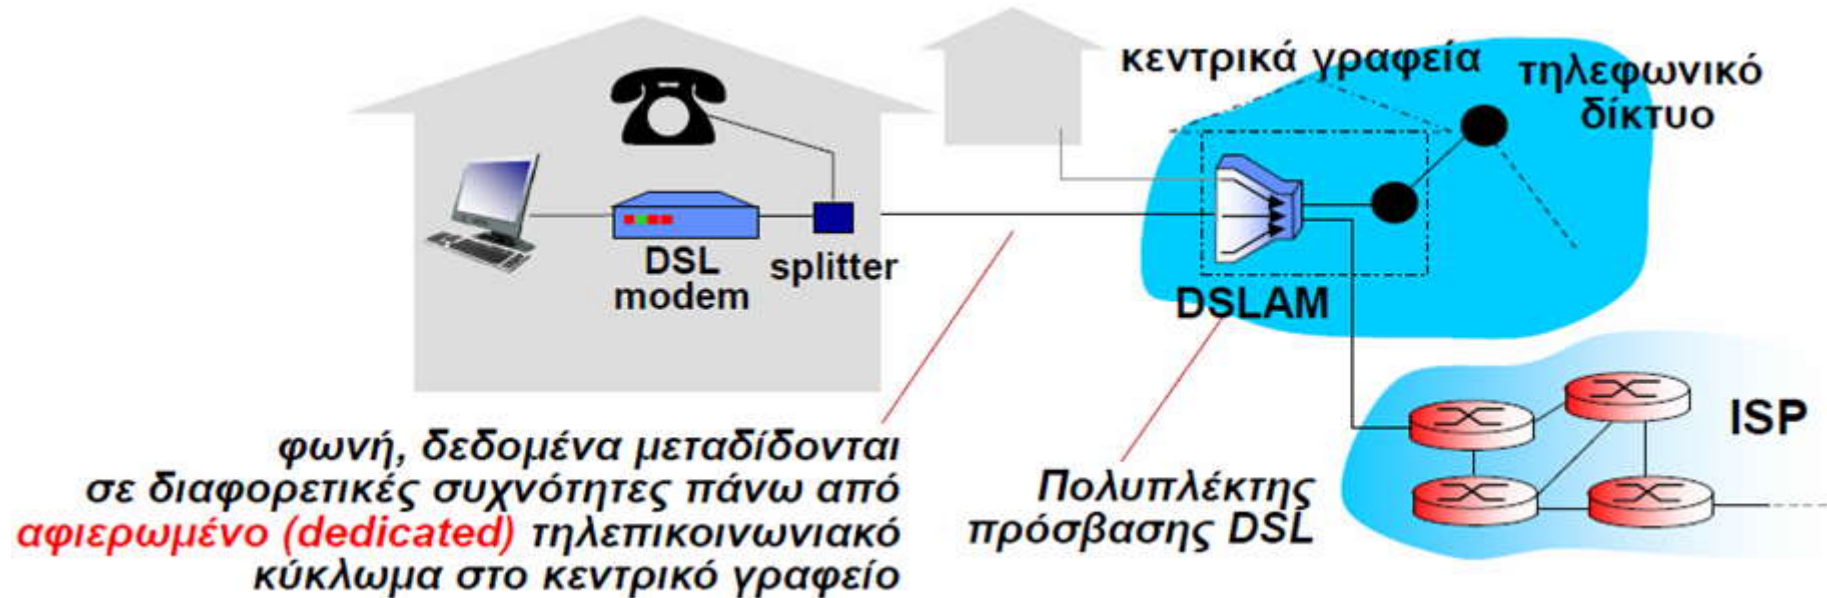 κεντρικά γραφεία
τηλεφωνικό
δίκτυο
DSL
modem
splitter
DSLAM
ISP
φωνή, δεδομένα μεταδίδονται
σε διαφορετικές συχνότητες πάνω από
αφιερωμένο (dedicated) τηλεπικοινωνιακό
κύκλωμα στο κεντρικό γραφείο
Πολυπλέκτης
πρόσβασης DSL